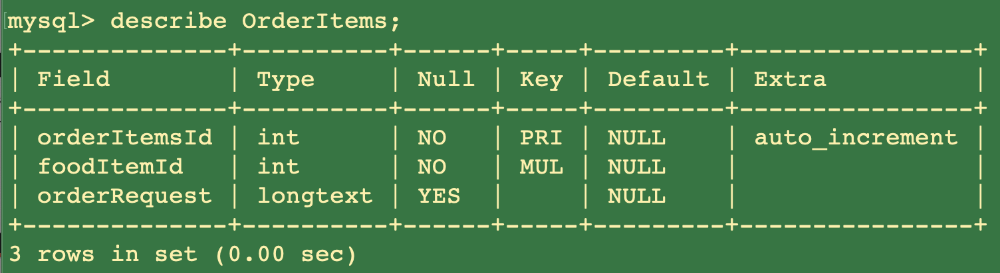 mysql> describe OrderItems;
+--------------+----------+------+-----+---------+----------------+
| Field        | Type     | Null | Key | Default | Extra          |
+--------------+----------+------+-----+---------+----------------+
| orderItemsId | int      | NO   | PRI | NULL    | auto_increment |
| foodItemId   | int      | NO   | MUL | NULL    |                |
| orderRequest | longtext | YES  |     | NULL    |                |
+--------------+----------+------+-----+---------+----------------+
3 rows in set (0.00 sec)